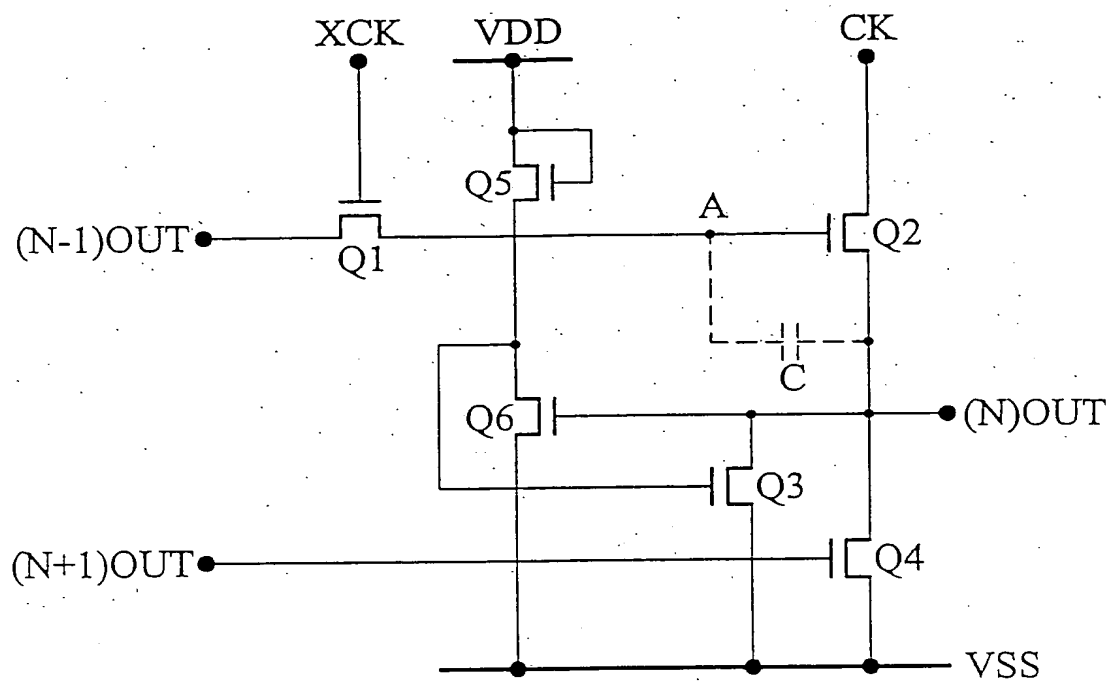 XCK
VDD
CK
Q5
A
(N-1)OUT
Q1
Q2
C
Q6
(N)OUT
Q3
(N+1)OUT
Q4
VSS